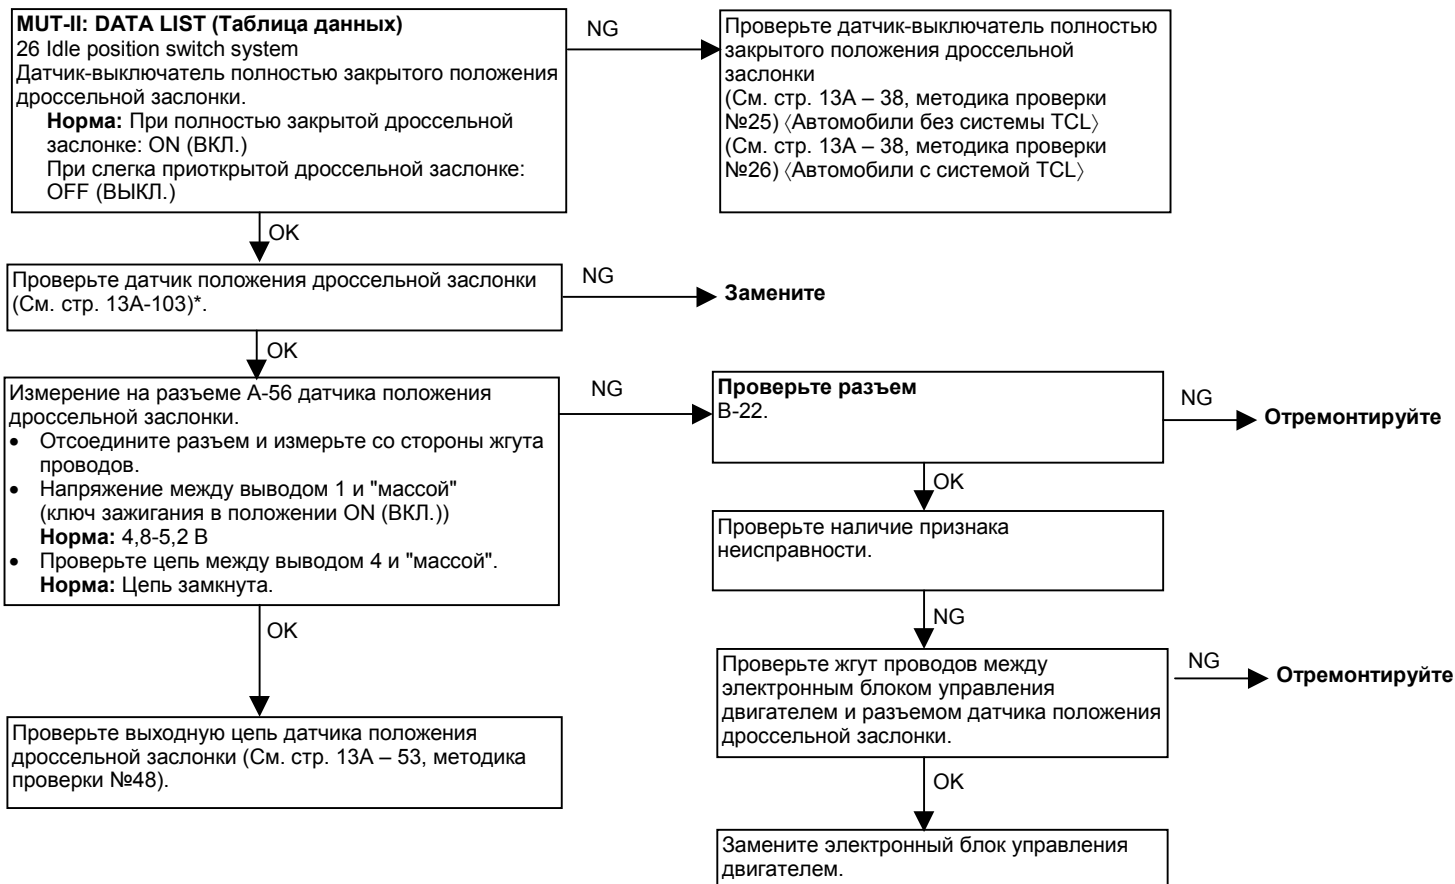 MUT-II: DATA LIST (Таблица данных)
26 Idle position switch system
Датчик-выключатель полностью закрытого положения
дроссельной заслонки.
Норма: При полностью закрытой дроссельной
заслонке: ON (ВКЛ.)
При слегка приоткрытой дроссельной заслонке:
OFF (ВЫКЛ.)
NG
Проверьте датчик-выключатель полностью
закрытого положения дроссельной
заслонки
(См. стр. 13А – 38, методика проверки
№25) 〈Автомобили без системы TCL〉
(См. стр. 13А – 38, методика проверки
№26) 〈Автомобили с системой TCL〉
OK
Проверьте датчик положения дроссельной заслонки
(См. стр. 13А-103)*.
NG
Замените
OK
Измерение на разъеме А-56 датчика положения
дроссельной заслонки.
• Отсоедините разъем и измерьте со стороны жгута
проводов.
• Напряжение между выводом 1 и "массой"
(ключ зажигания в положении ON (ВКЛ.))
Норма: 4,8-5,2 В
• Проверьте цепь между выводом 4 и "массой".
Норма: Цепь замкнута.
NG
Проверьте разъем
В-22.
NG
Отремонтируйте
OK
Проверьте наличие признака
неисправности.
NG
Проверьте жгут проводов между
электронным блоком управления
двигателем и разъемом датчика положения
дроссельной заслонки.
NG
Отремонтируйте
OK
Замените электронный блок управления
двигателем.
OK
Проверьте выходную цепь датчика положения
дроссельной заслонки (См. стр. 13А – 53, методика
проверки №48).